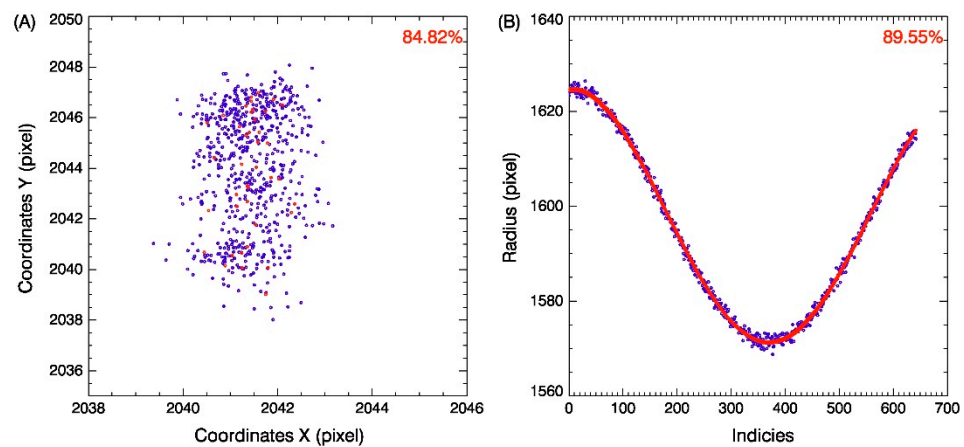 (A)
84.82%
2050
2048
2046
2044
2042
2040
2038
2036
2038 2040 2042 2044 2046
Coordinates Y (pixel)
Coordinates X (pixel)
(B)
89.55%
1640
1620
1600
1580
1560
0 100 200 300 400 500 600 700
Radius (pixel)
Indicies